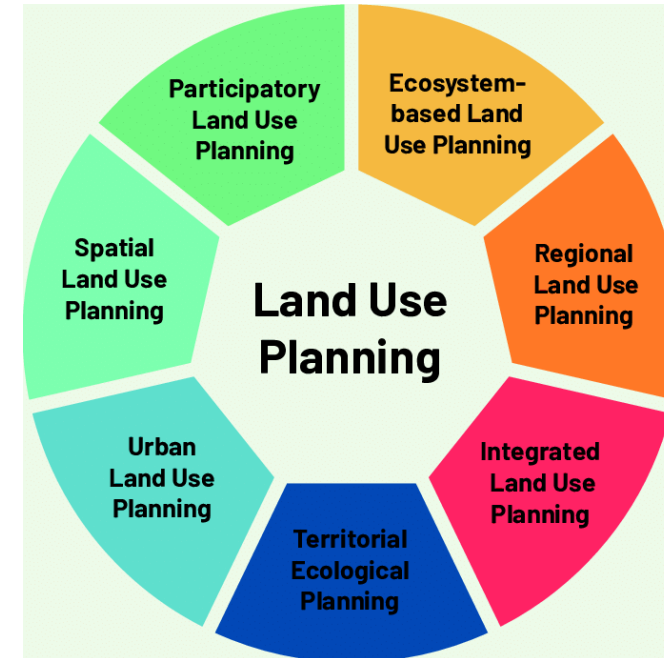 Participatory
Land Use
Planning
Ecosystem-
based Land
Use Planning
Spatial
Land Use
Planning
Regional
Land Use
Planning
Land Use
Planning
Urban
Land Use
Planning
Integrated
Land Use
Planning
Territorial
Ecological
Planning